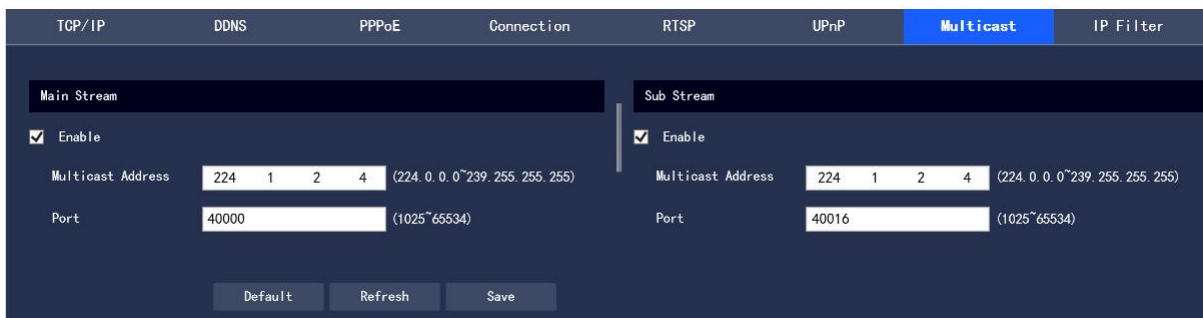 TCP/IP DDNS PPPoE Connection RTSP UPnP Multicast IP Filter
Main Stream
Enable
Multicast Address 224 1 2 4 (224.0.0.0~239.255.255.255)
Port 40000 (1025~65534)
Sub Stream
Enable
Multicast Address 224 1 2 4 (224.0.0.0~239.255.255.255)
Port 40016 (1025~65534)
Default Refresh Save